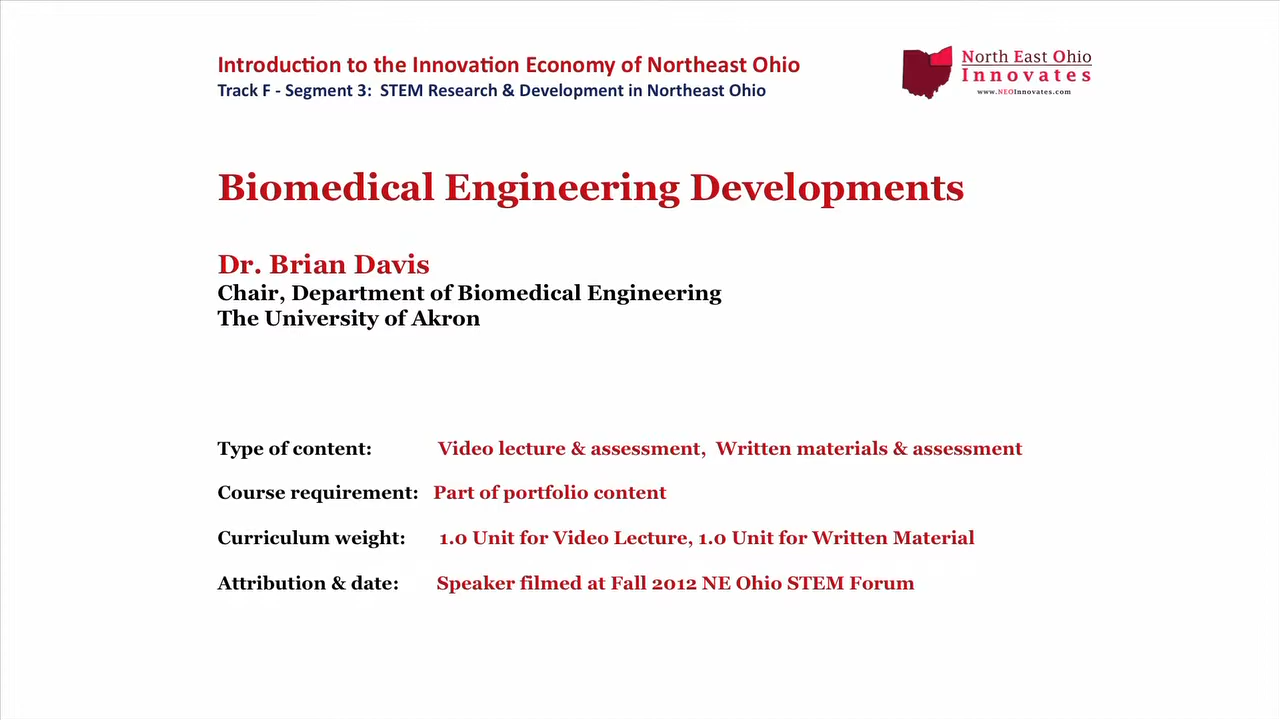 Introduction to the Innovation Economy of Northeast Ohio
Track F - Segment 3: STEM Research & Development in Northeast Ohio
North East Ohio
Innovates
www.NEOInnovates.com
Biomedical Engineering Developments
Dr. Brian Davis
Chair, Department of Biomedical Engineering
The University of Akron
Type of content: Video lecture & assessment, Written materials & assessment
Course requirement: Part of portfolio content
Curriculum weight: 1.0 Unit for Video Lecture, 1.0 Unit for Written Material
Attribution & date: Speaker filmed at Fall 2012 NE Ohio STEM Forum